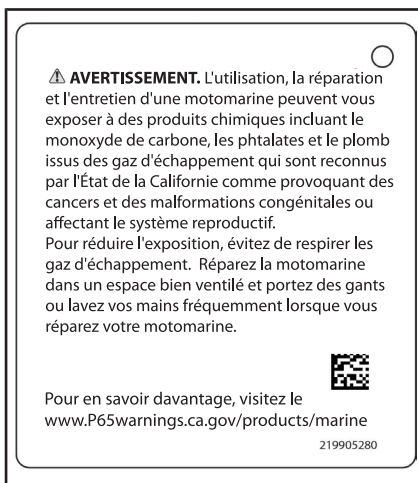 ⚠ AVERTISSEMENT. L'utilisation, la réparation
et l'entretien d'une motomarine peuvent vous
exposer à des produits chimiques incluant le
monoxyde de carbone, les phtalates et le plomb
issus des gaz d'échappement qui sont reconnus
par l'État de la Californie comme provoquant des
cancers et des malformations congénitales ou
affectant le système reproductif.
Pour réduire l'exposition, évitez de respirer les
gaz d'échappement. Réparez la motomarine
dans un espace bien ventilé et portez des gants
ou lavez vos mains fréquemment lorsque vous
réparez votre motomarine.
Pour en savoir davantage, visitez le
www.P65warnings.ca.gov/products/marine
219905280